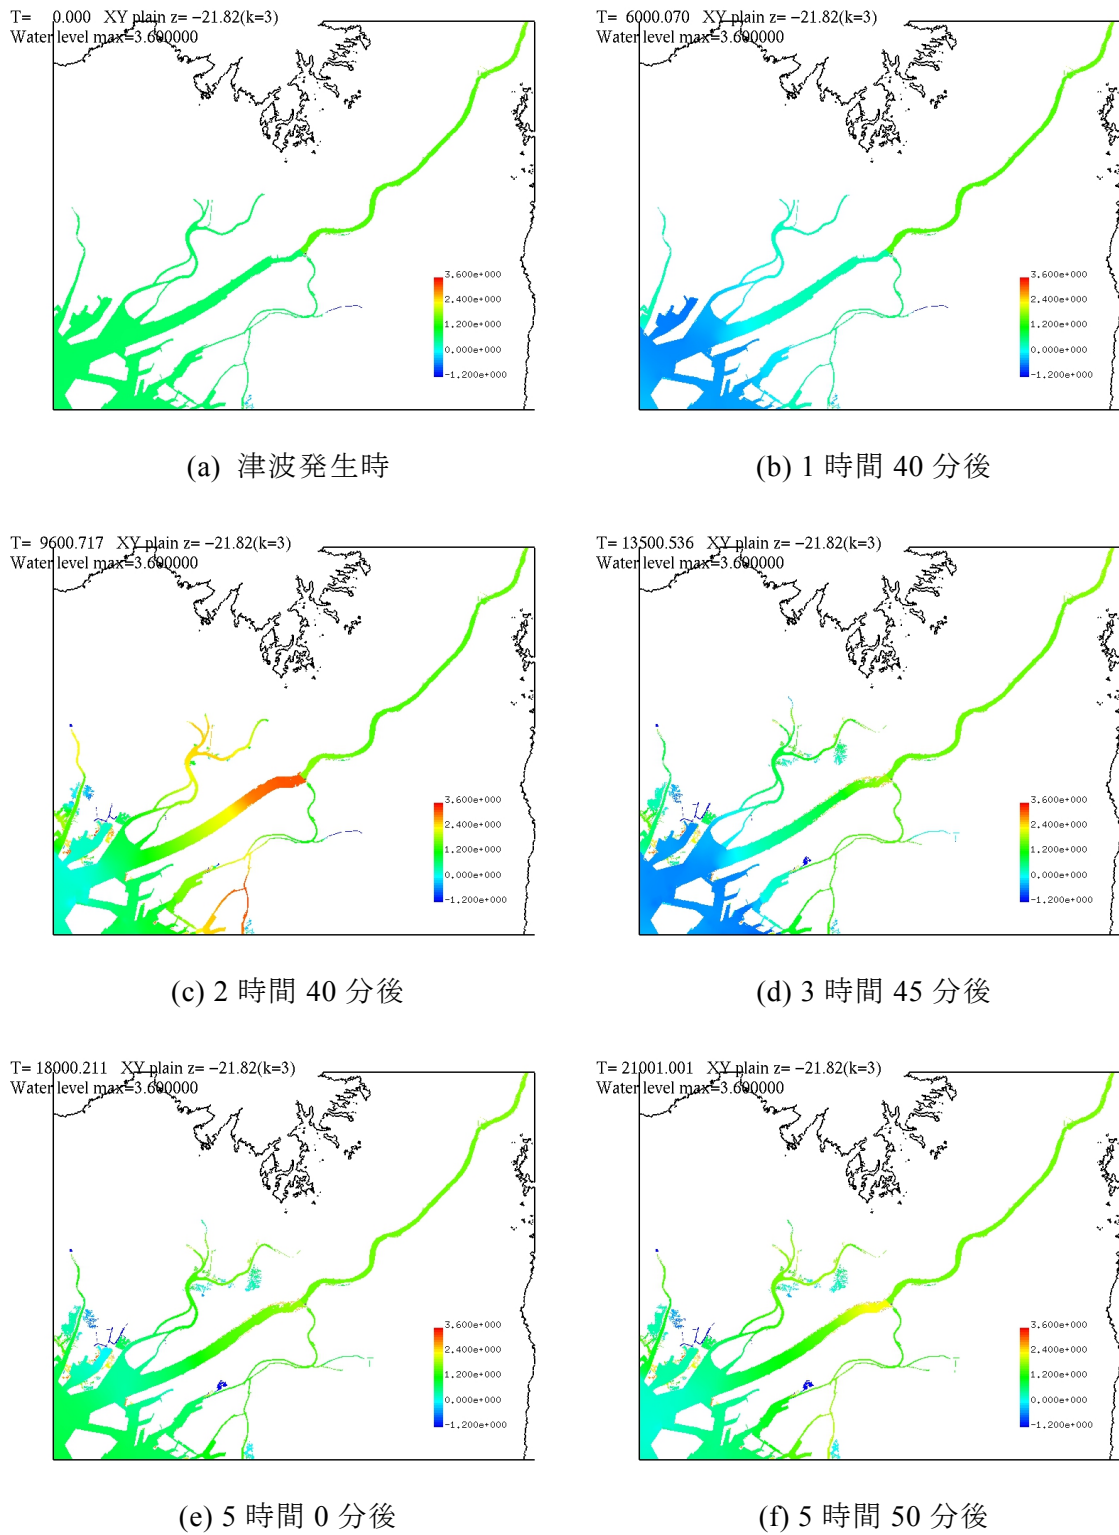 T= 0.000 XY plain z= −21.82(k=3)
Water level max=3.600000
3.600e+000
2.400e+000
1.200e+000
0.000e+000
-1.200e+000
(a) 津波発生時
T= 6000.070 XY plain z= −21.82(k=3)
Water level max=3.600000
3.600e+000
2.400e+000
1.200e+000
0.000e+000
-1.200e+000
(b) 1 時間 40 分後
T= 9600.717 XY plain z= −21.82(k=3)
Water level max=3.600000
3.600e+000
2.400e+000
1.200e+000
0.000e+000
-1.200e+000
(c) 2 時間 40 分後
T= 13500.536 XY plain z= −21.82(k=3)
Water level max=3.600000
3.600e+000
2.400e+000
1.200e+000
0.000e+000
-1.200e+000
(d) 3 時間 45 分後
T= 18000.211 XY plain z= −21.82(k=3)
Water level max=3.600000
3.600e+000
2.400e+000
1.200e+000
0.000e+000
-1.200e+000
(e) 5 時間 0 分後
T= 21001.001 XY plain z= −21.82(k=3)
Water level max=3.600000
3.600e+000
2.400e+000
1.200e+000
0.000e+000
-1.200e+000
(f) 5 時間 50 分後